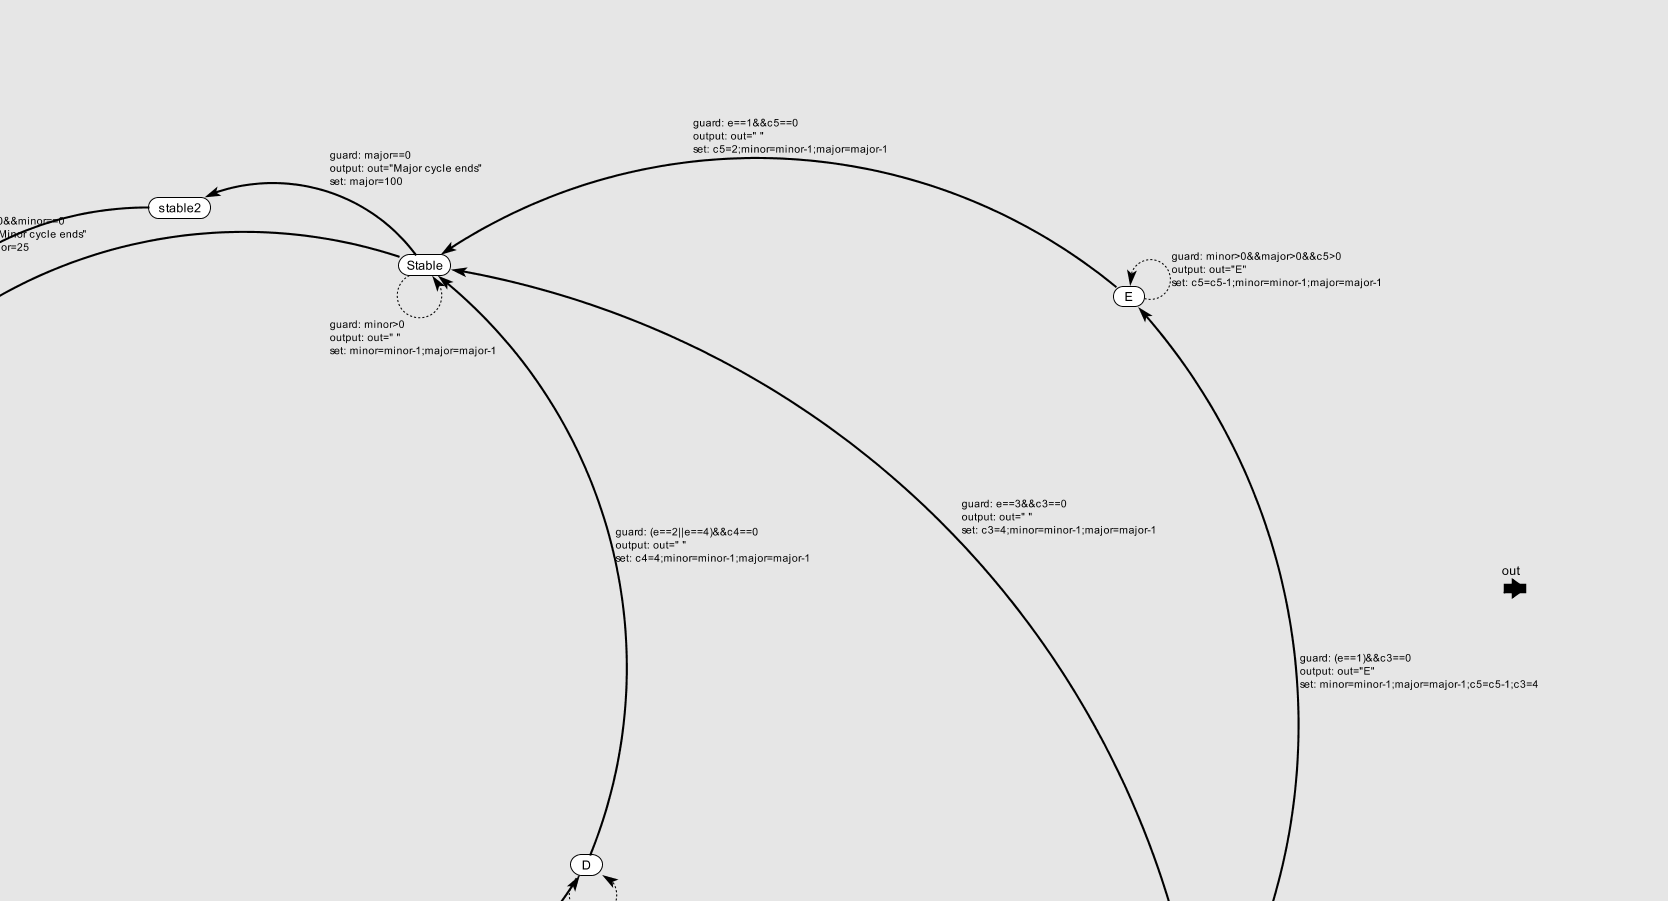 guard: e==1&&c5==0
output: out=" "
set: c5=2;minor=minor-1;major=major-1
guard: major==0
output: out="Major cycle ends"
set: major=100
stable2
0&&minor==0
"Minor cycle ends"
or=25
Stable
guard: minor>0&&major>0&&c5>0
output: out="E"
set: c5=c5-1;minor=minor-1;major=major-1
E
guard: minor>0
output: out=" "
set: minor=minor-1;major=major-1
guard: e==3&&c3==0
output: out=" "
set: c3=4;minor=minor-1;major=major-1
guard: (e==2||e==4)&&c4==0
output: out=" "
set: c4=4;minor=minor-1;major=major-1
out
guard: (e==1)&&c3==0
output: out="E"
set: minor=minor-1;major=major-1;c5=c5-1;c3=4
D